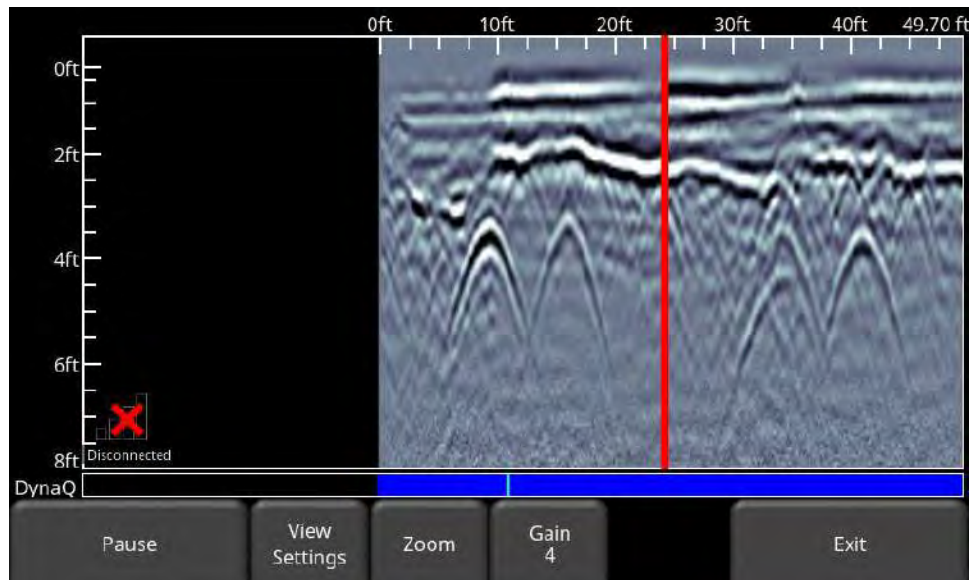 0ft 10ft 20ft 30ft 40ft 49.70 ft
0ft
2ft
4ft
6ft
Disconnected
8ft
DynaQ
Pause
View
Settings
Zoom
Gain
4
Exit